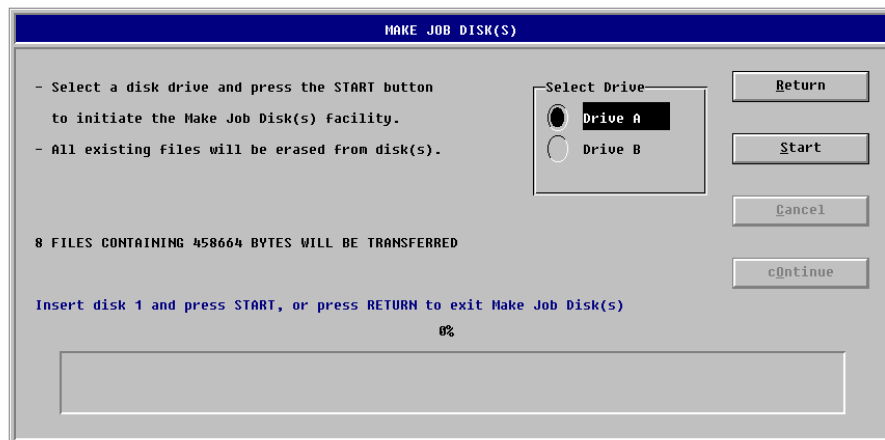 MAKE JOB DISK(S)
- Select a disk drive and press the START button
to initiate the Make Job Disk(s) facility.
- All existing files will be erased from disk(s).
Select Drive
Drive A
Drive B
Return
Start
Cancel
cOntinue
8 FILES CONTAINING 458664 BYTES WILL BE TRANSFERRED
Insert disk 1 and press START, or press RETURN to exit Make Job Disk(s)
0%